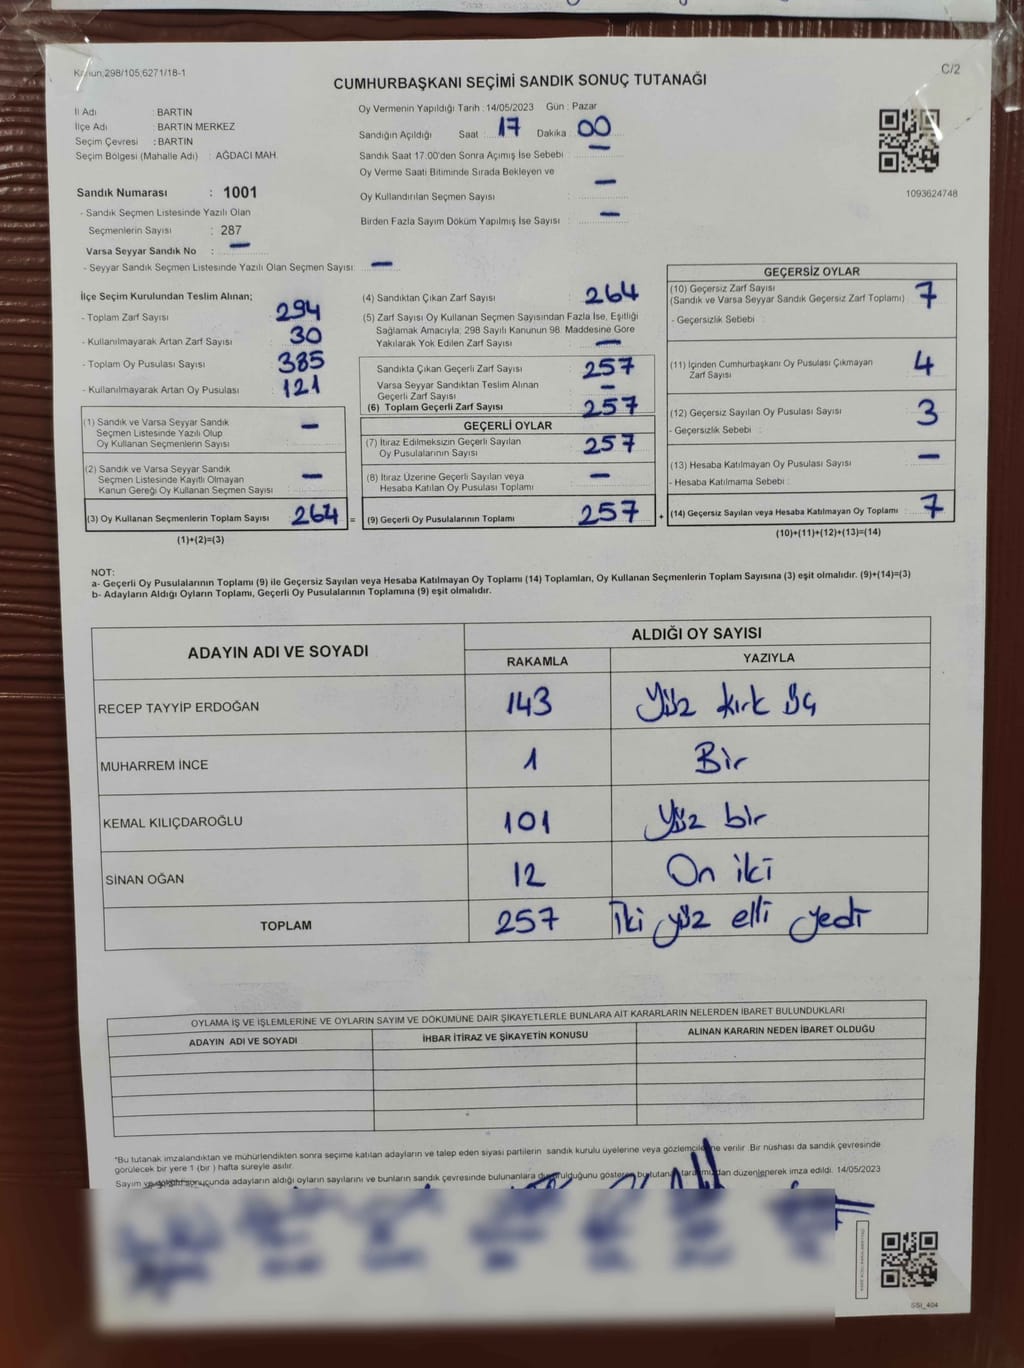 Kanun;298/105;6271/18-1
C/2
CUMHURBAŞKANI SEÇİMİ SANDIK SONUÇ TUTANAĞI
İl Adı : BARTIN
İlçe Adı : BARTIN MERKEZ
Seçim Çevresi : BARTIN
Seçim Bölgesi (Mahalle Adı) : AĞDACI MAH.
Oy Vermenin Yapıldığı Tarih : 14/05/2023 Gün : Pazar
Sandığın Açıldığı Saat : 17 Dakika : 00
Sandık Saat 17:00'den Sonra Açımış İse Sebebi : —
Oy Verme Saati Bitiminde Sırada Bekleyen ve
Oy Kullandırılan Seçmen Sayısı : —
Birden Fazla Sayım Döküm Yapılmış İse Sayısı : —
1093624748
Sandık Numarası : 1001
- Sandık Seçmen Listesinde Yazılı Olan
Seçmenlerin Sayısı : 287
Varsa Seyyar Sandık No : —
- Seyyar Sandık Seçmen Listesinde Yazılı Olan Seçmen Sayısı : —
İlçe Seçim Kurulundan Teslim Alınan;
- Toplam Zarf Sayısı : 294
- Kullanılmayarak Artan Zarf Sayısı : 30
- Toplam Oy Pusulası Sayısı : 385
- Kullanılmayarak Artan Oy Pusulası : 121
(1) Sandık ve Varsa Seyyar Sandık
Seçmen Listesinde Yazılı Olup
Oy Kullanan Seçmenlerin Sayısı —
(2) Sandık ve Varsa Seyyar Sandık
Seçmen Listesinde Kayıtlı Olmayan
Kanun Gereği Oy Kullanan Seçmen Sayısı —
(3) Oy Kullanan Seçmenlerin Toplam Sayısı 264 =
(1)+(2)=(3)
(4) Sandıktan Çıkan Zarf Sayısı : 264
(5) Zarf Sayısı Oy Kullanan Seçmen Sayısından Fazla İse, Eşitliği
Sağlamak Amacıyla; 298 Sayılı Kanunun 98. Maddesine Göre
Yakılarak Yok Edilen Zarf Sayısı —
Sandıkta Çıkan Geçerli Zarf Sayısı 257
Varsa Seyyar Sandıktan Teslim Alınan
Geçerli Zarf Sayısı —
(6) Toplam Geçerli Zarf Sayısı 257
GEÇERLİ OYLAR
(7) İtiraz Edilmeksizin Geçerli Sayılan
Oy Pusulalarının Sayısı 257
(8) İtiraz Üzerine Geçerli Sayılan veya
Hesaba Katılan Oy Pusulası Toplamı —
(9) Geçerli Oy Pusulalarının Toplamı 257 +
GEÇERSİZ OYLAR
(10) Geçersiz Zarf Sayısı
(Sandık ve Varsa Seyyar Sandık Geçersiz Zarf Toplamı) 7
- Geçersizlik Sebebi :
(11) İçinden Cumhurbaşkanı Oy Pusulası Çıkmayan
Zarf Sayısı 4
(12) Geçersiz Sayılan Oy Pusulası Sayısı 3
- Geçersizlik Sebebi :
(13) Hesaba Katılmayan Oy Pusulası Sayısı —
- Hesaba Katılmama Sebebi :
(14) Geçersiz Sayılan veya Hesaba Katılmayan Oy Toplamı 7
(10)+(11)+(12)+(13)=(14)
NOT:
a- Geçerli Oy Pusulalarının Toplamı (9) ile Geçersiz Sayılan veya Hesaba Katılmayan Oy Toplamı (14) Toplamları, Oy Kullanan Seçmenlerin Toplam Sayısına (3) eşit olmalıdır. (9)+(14)=(3)
b- Adayların Aldığı Oyların Toplamı, Geçerli Oy Pusulalarının Toplamına (9) eşit olmalıdır.
ADAYIN ADI VE SOYADI
ALDIĞI OY SAYISI
RAKAMLA YAZIYLA
RECEP TAYYİP ERDOĞAN 143 Yüz kırk üç
MUHARREM İNCE 1 Bir
KEMAL KILIÇDAROĞLU 101 Yüz bir
SİNAN OĞAN 12 On iki
TOPLAM 257 İki yüz elli yedi
OYLAMA İŞ VE İŞLEMLERİNE VE OYLARIN SAYIM VE DÖKÜMÜNE DAİR ŞİKAYETLERLE BUNLARA AİT KARARLARIN NELERDEN İBARET BULUNDUKLARI
ADAYIN ADI VE SOYADI İHBAR İTİRAZ VE ŞİKAYETİN KONUSU ALINAN KARARIN NEDEN İBARET OLDUĞU
*Bu tutanak imzalandıktan ve mühürlendikten sonra seçime katılan adayların ve talep eden siyasi partilerin sandık kurulu üyelerine veya gözlemcilerine verilir. Bir nüshası da sandık çevresinde
görülecek bir yere 1 (bir) hafta süreyle asılır.
Sayım sonucunda adayların aldığı oyların sayılarını ve bunların sandık çevresinde bulunanlara duyurulduğunu gösteren bu tutanak tarafımızdan düzenlenerek imza edildi. 14/05/2023
SSI_404